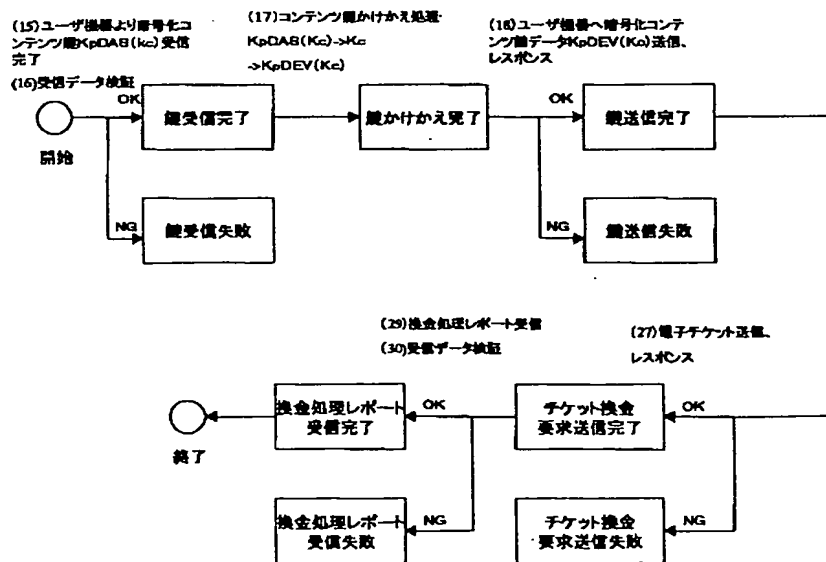 (15)ユーザ機器より暗号化コ
ンテンツ鍵KpDAS(kc)受信
完了
(16)受信データ検証
(17)コンテンツ鍵かけかえ処理
KpDAS(Kc)->Kc
->KpDEV(Kc)
(18)ユーザ機器へ暗号化コンテ
ンツ鍵データKpDEV(Kc)送信、
レスポンス
OK
OK
鍵受信完了
鍵かけかえ完了
鍵送信完了
開始
NG
NG
鍵受信失敗
鍵送信失敗
(29)換金処理レポート受信
(30)受信データ検証
(27)電子チケット送信、
レスポンス
換金処理レポート
受信完了
OK
チケット換金
要求送信完了
OK
終了
換金処理レポート
受信失敗
NG
チケット換金
要求送信失敗
NG